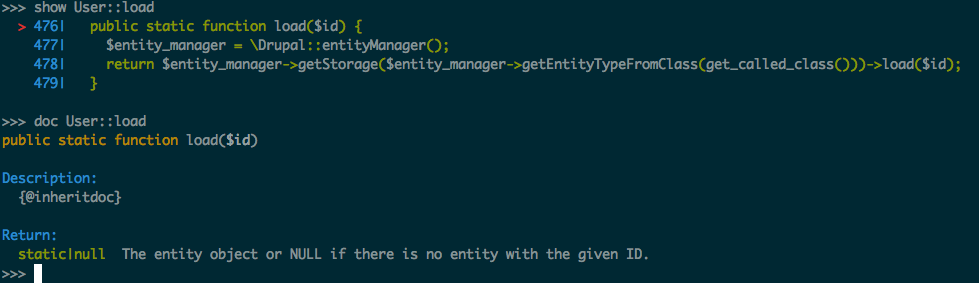 >>> show User::load
  > 476|   public static function load($id) {
    477|     $entity_manager = \Drupal::entityManager();
    478|     return $entity_manager->getStorage($entity_manager->getEntityTypeFromClass(get_called_class()))->load($id);
    479|   }
>>> doc User::load
public static function load($id)
Description:
  {@inheritdoc}
Return:
  static|null  The entity object or NULL if there is no entity with the given ID.
>>>